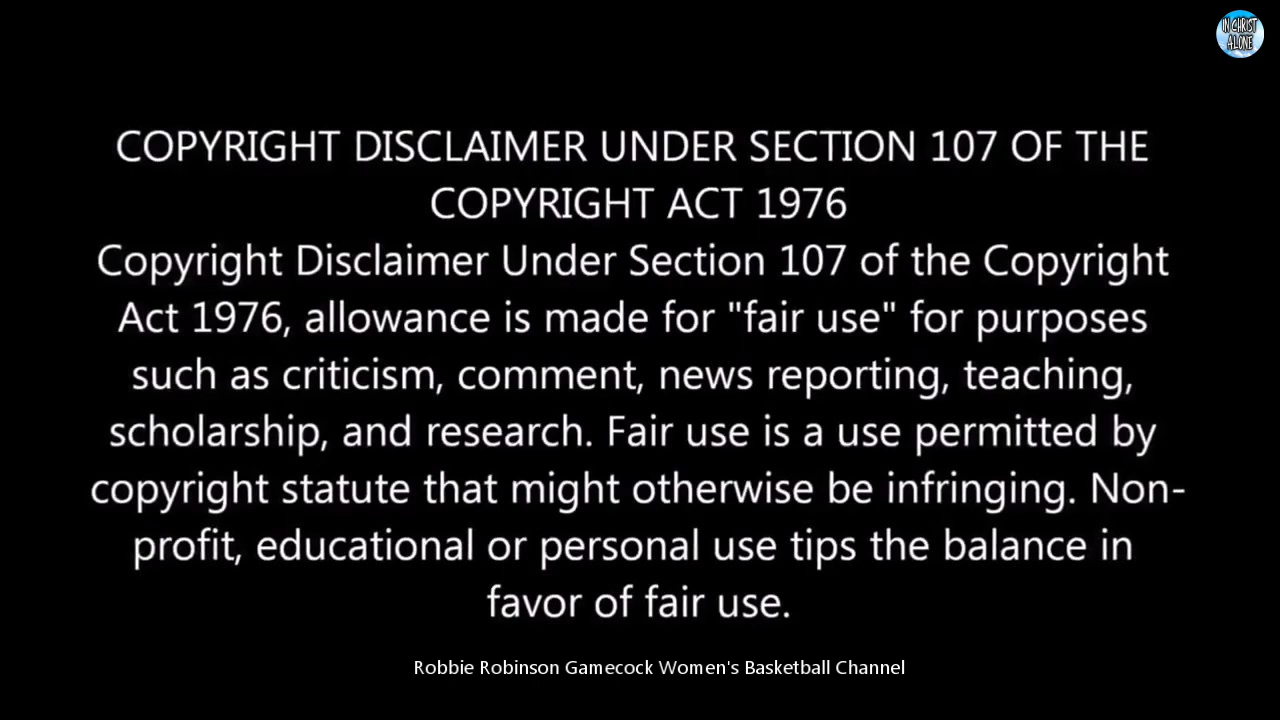 IN CHRIST
ALONE
COPYRIGHT DISCLAIMER UNDER SECTION 107 OF THE
COPYRIGHT ACT 1976
Copyright Disclaimer Under Section 107 of the Copyright
Act 1976, allowance is made for "fair use" for purposes
such as criticism, comment, news reporting, teaching,
scholarship, and research. Fair use is a use permitted by
copyright statute that might otherwise be infringing. Non-
profit, educational or personal use tips the balance in
favor of fair use.
Robbie Robinson Gamecock Women's Basketball Channel